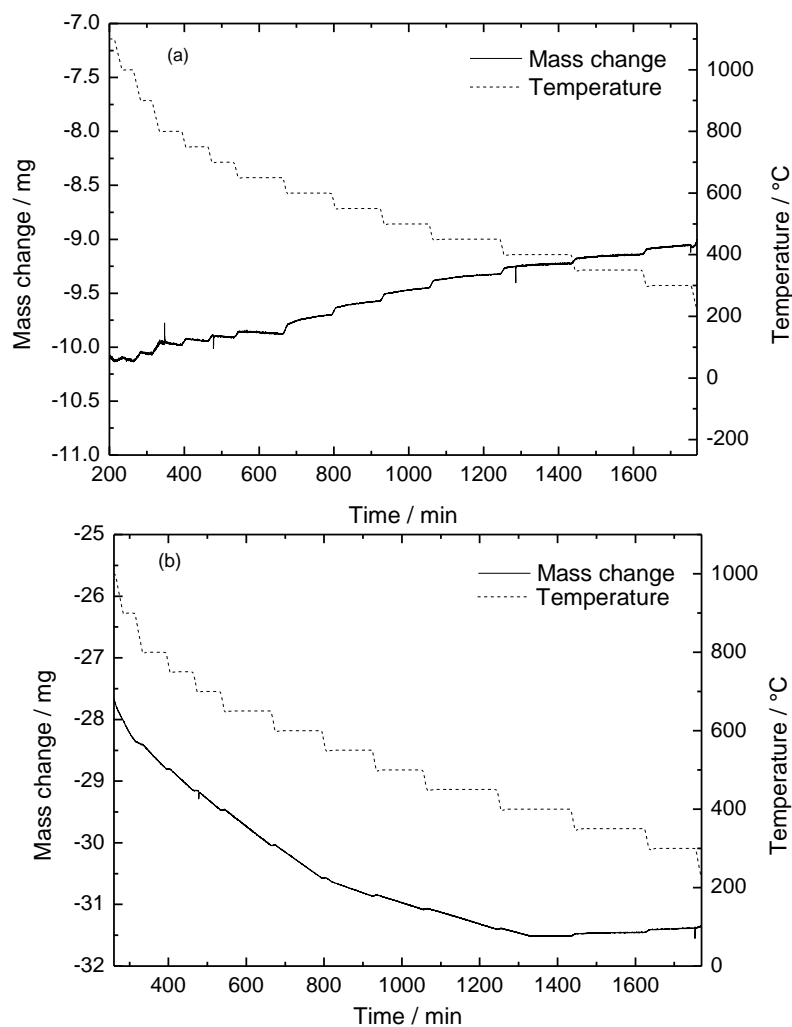 (a)
Mass change
Temperature
-7.0
-7.5
-8.0
-8.5
-9.0
-9.5
-10.0
-10.5
-11.0
Mass change / mg
1000
800
600
400
200
0
-200
Temperature / °C
200 400 600 800 1000 1200 1400 1600
Time / min
(b)
Mass change
Temperature
-25
-26
-27
-28
-29
-30
-31
-32
Mass change / mg
1000
800
600
400
200
0
Temperature / °C
400 600 800 1000 1200 1400 1600
Time / min